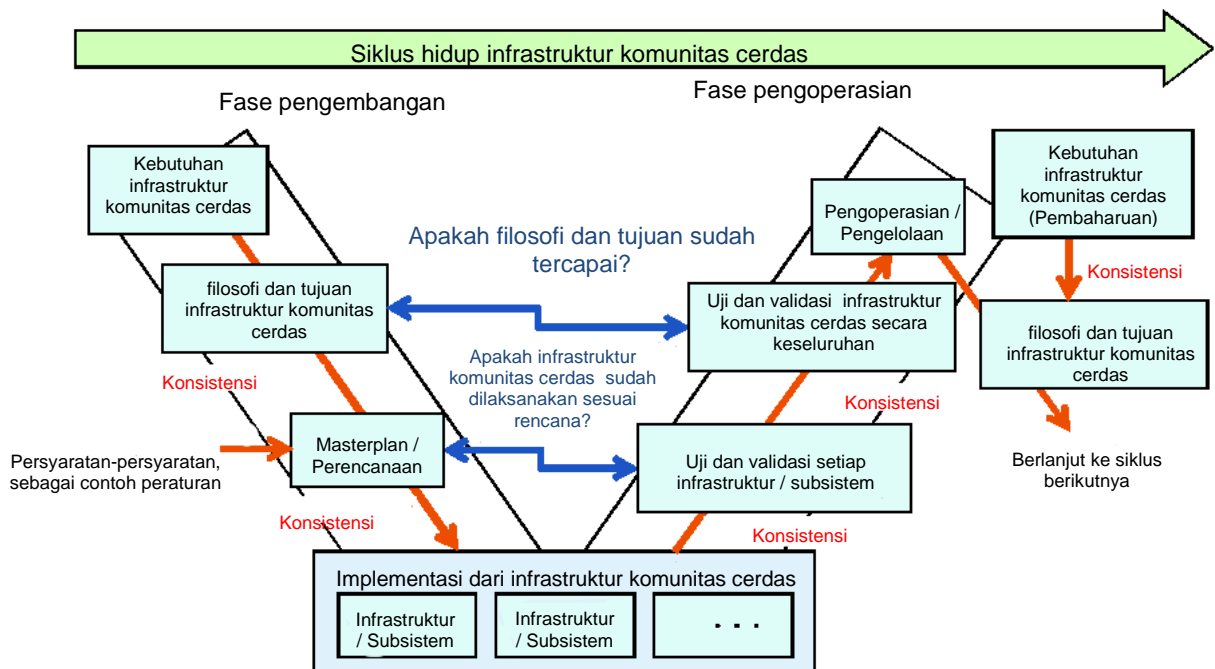 Siklus hidup infrastruktur komunitas cerdas
Fase pengembangan
Fase pengoperasian
Kebutuhan
infrastruktur
komunitas cerdas
filosofi dan tujuan
infrastruktur komunitas
cerdas
Konsistensi
Masterplan /
Perencanaan
Persyaratan-persyaratan,
sebagai contoh peraturan
Konsistensi
Apakah filosofi dan tujuan sudah
tercapai?
Apakah infrastruktur
komunitas cerdas sudah
dilaksanakan sesuai
rencana?
Implementasi dari infrastruktur komunitas cerdas
Infrastruktur
/ Subsistem
Infrastruktur
/ Subsistem
. . .
Pengoperasian /
Pengelolaan
Uji dan validasi infrastruktur
komunitas cerdas secara
keseluruhan
Konsistensi
Uji dan validasi setiap
infrastruktur / subsistem
Konsistensi
Kebutuhan
infrastruktur
komunitas cerdas
(Pembaharuan)
Konsistensi
filosofi dan tujuan
infrastruktur komunitas
cerdas
Berlanjut ke siklus
berikutnya